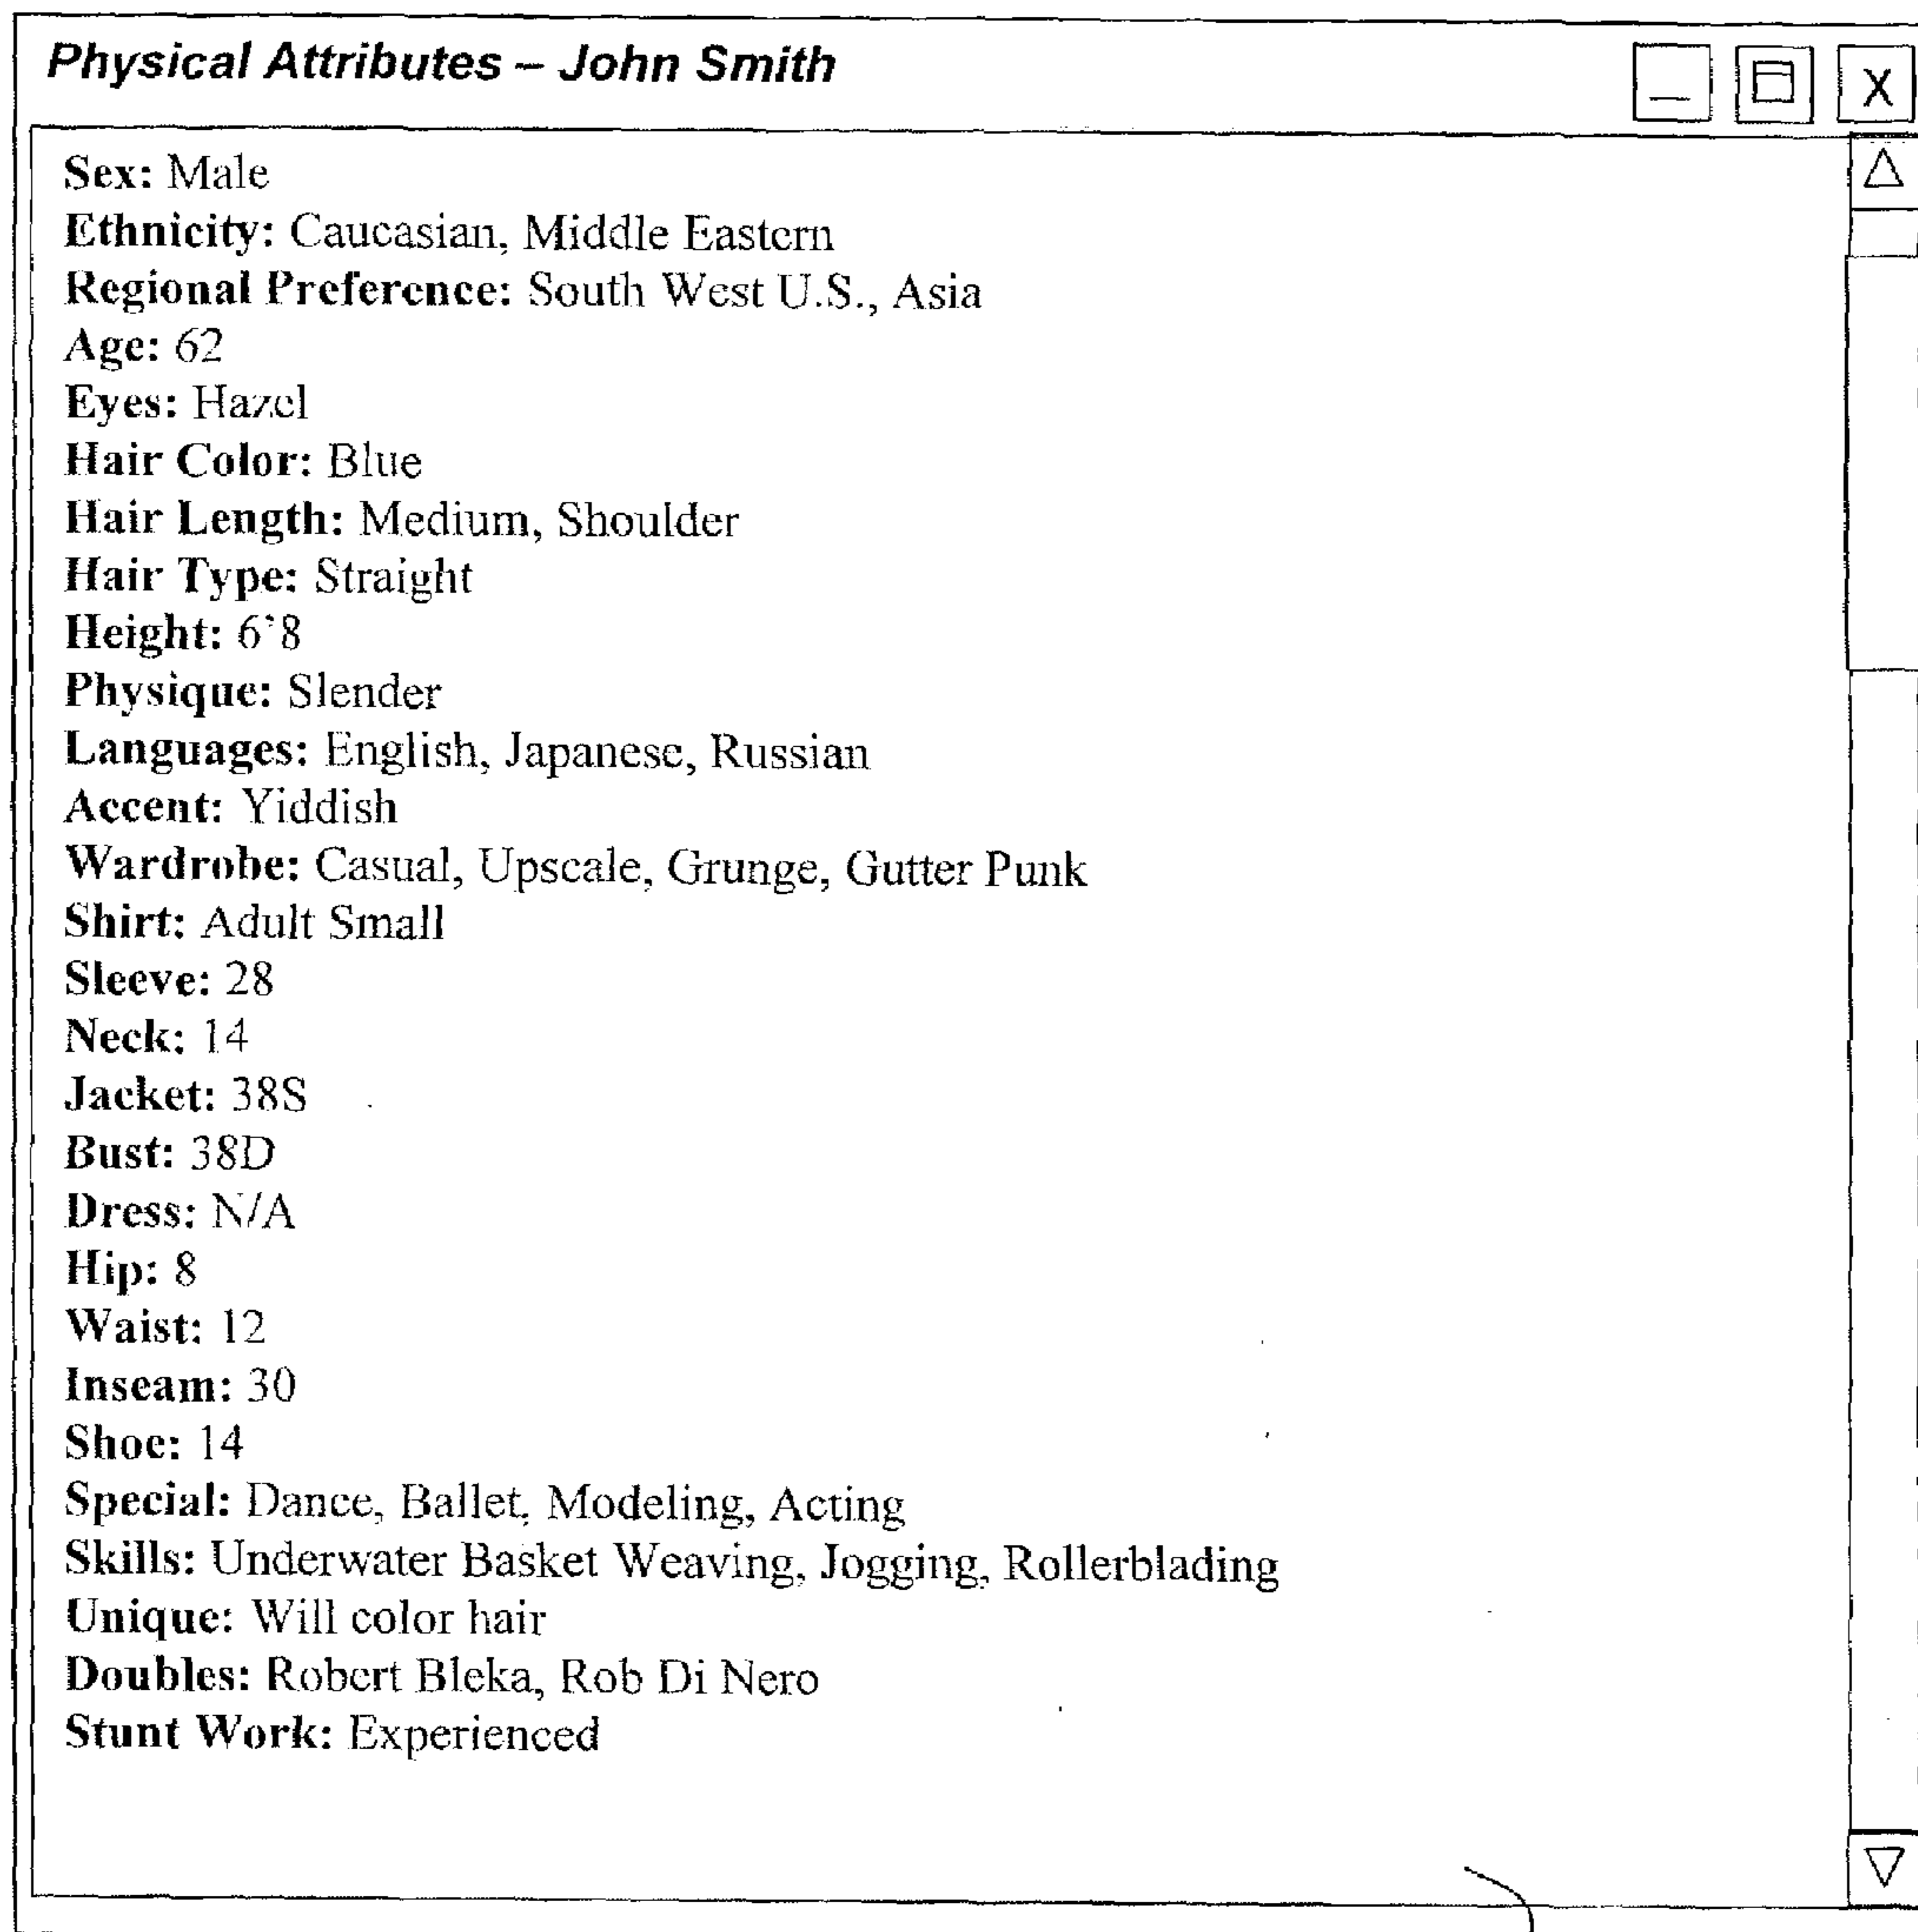 Physical Attributes – John Smith
X
Sex: Male
Ethnicity: Caucasian, Middle Eastern
Regional Preference: South West U.S., Asia
Age: 62
Eyes: Hazel
Hair Color: Blue
Hair Length: Medium, Shoulder
Hair Type: Straight
Height: 6'8
Physique: Slender
Languages: English, Japanese, Russian
Accent: Yiddish
Wardrobe: Casual, Upscale, Grunge, Gutter Punk
Shirt: Adult Small
Sleeve: 28
Neck: 14
Jacket: 38S
Bust: 38D
Dress: N/A
Hip: 8
Waist: 12
Inseam: 30
Shoe: 14
Special: Dance, Ballet, Modeling, Acting
Skills: Underwater Basket Weaving, Jogging, Rollerblading
Unique: Will color hair
Doubles: Robert Bleka, Rob Di Nero
Stunt Work: Experienced